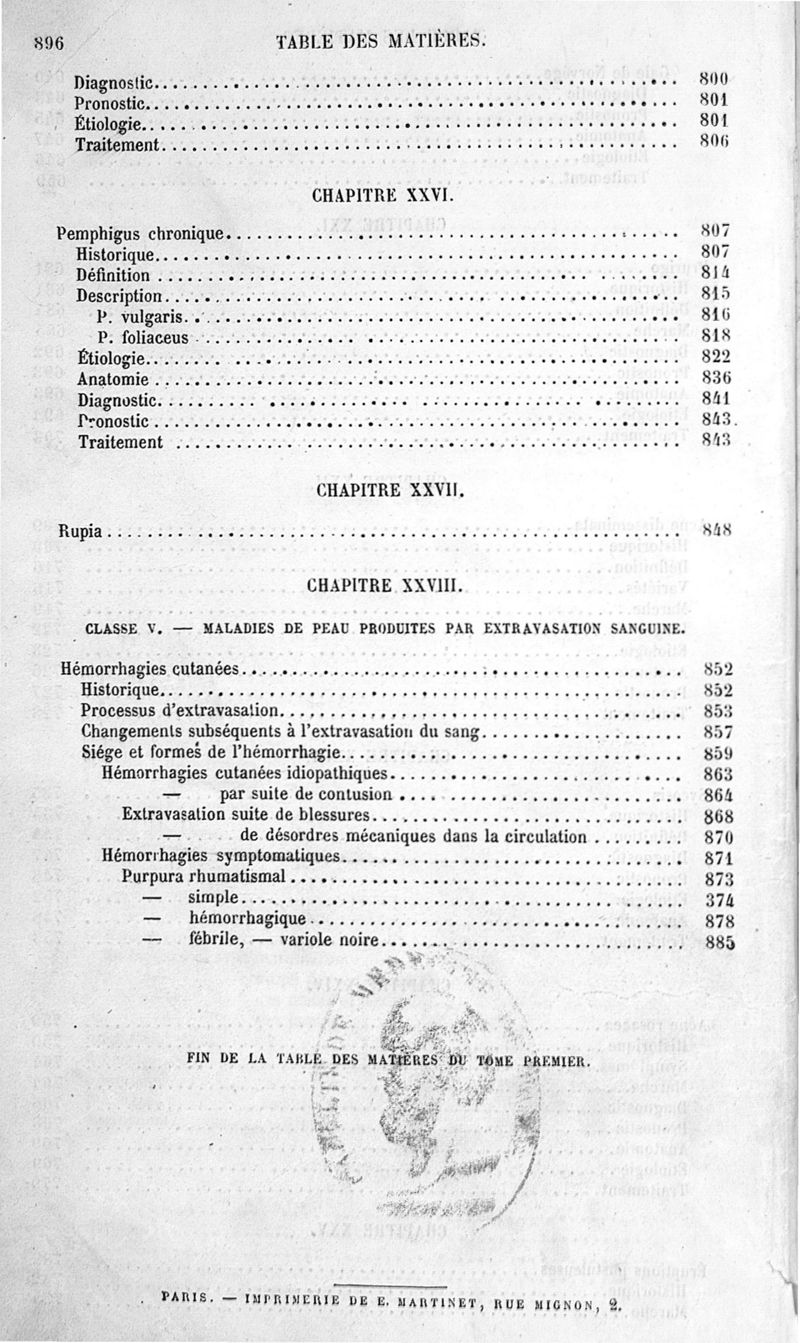 896 TABLE DES MATIÈRES.
Diagnostic. 800
Pronostic. 801
Étiologie. 801
Traitement. 806
CHAPITRE XXVI.
Pemphigus chronique. 807
Historique. 807
Définition 814
Description. 815
P. vulgaris. 816
P. foliaceus 818
Étiologie. 822
Anatomie 836
Diagnostic. 841
Pronostic 843
Traitement 843
CHAPITRE XXVII.
Rupia 848
CHAPITRE XXVIII.
CLASSE V. — MALADIES DE PEAU PRODUITES PAR EXTRAVASATION SANGUINE.
Hémorrhagies cutanées. 852
Historique. 852
Processus d'extravasation. 853
Changements subséquents à l'extravasation du sang. 857
Siége et formes de l'hémorrhagie. 859
Hémorrhagies cutanées idiopathiques. 863
— par suite de contusion 864
Extravasation suite de blessures. 868
— de désordres mécaniques dans la circulation 870
Hémorrhagies symptomatiques. 871
Purpura rhumatismal 873
— simple. 374
— hémorrhagique 878
— fébrile, — variole noire. 885
FIN DE LA TABLE DES MATIÈRES DU TOME PREMIER.
PARIS. — IMPRIMERIE DE E. MARTINET, RUE MIGNON, 2.